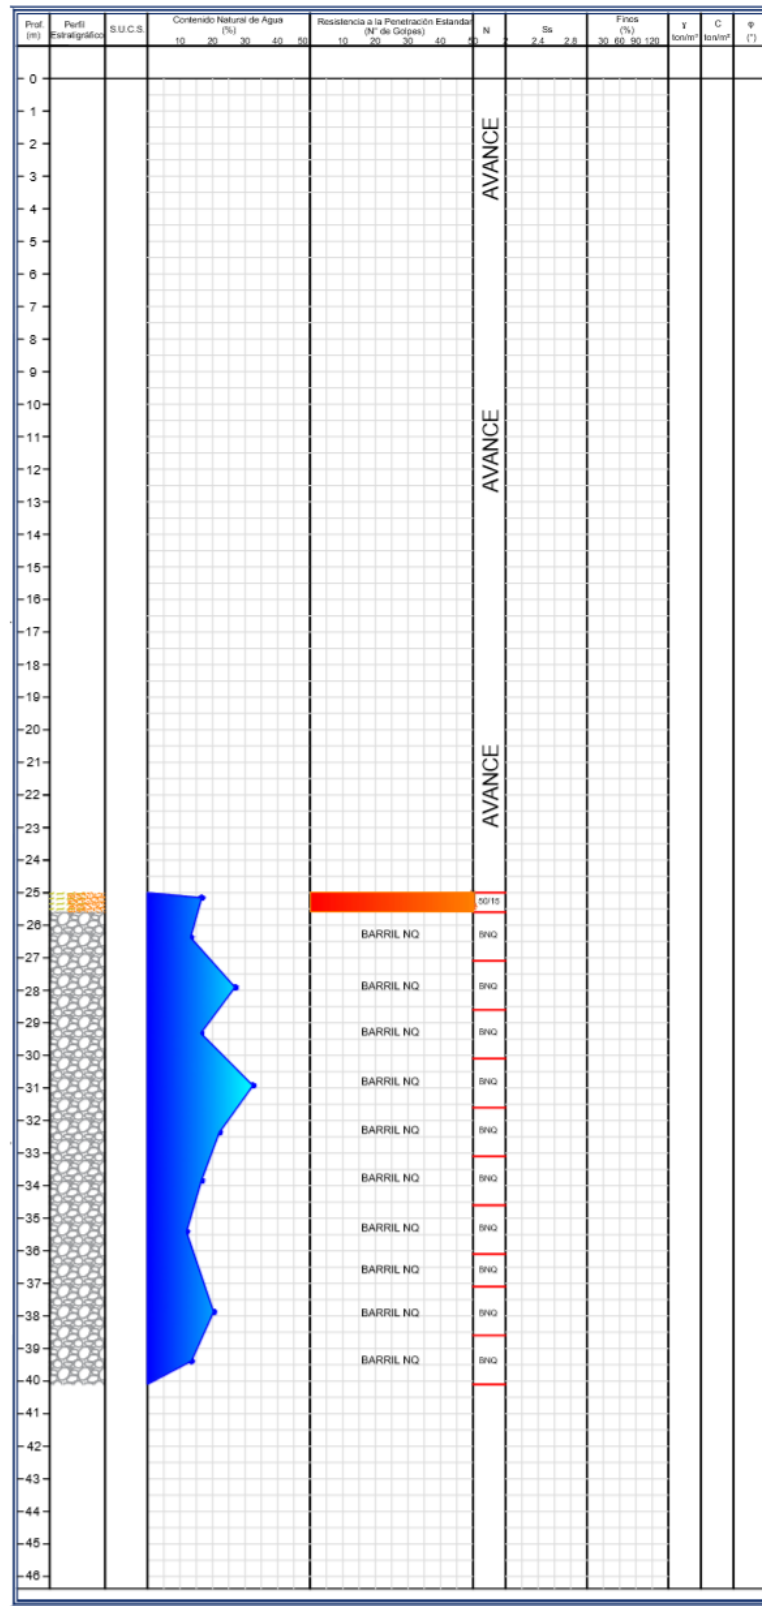 Prof. (m)
Perfil Estratigráfico
S.U.C.S.
Contenido Natural de Agua
(%)
10 20 30 40 50
Resistencia a la Penetración Estandar
(N° de Golpes)
10 20 30 40 50
N
Ss
2 2.4 2.8
Finos
(%)
30 60 90 120
γ
ton/m³
C
ton/m²
φ
(°)
0
1
2
AVANCE
3
4
5
6
7
8
9
10
11
AVANCE
12
13
14
15
16
17
18
19
20
21
22
AVANCE
23
24
25
50/15
26
BARRIL NQ BNQ
27
28
BARRIL NQ BNQ
29
BARRIL NQ BNQ
30
31
BARRIL NQ BNQ
32
BARRIL NQ BNQ
33
34
BARRIL NQ BNQ
35
BARRIL NQ BNQ
36
BARRIL NQ BNQ
37
38
BARRIL NQ BNQ
39
BARRIL NQ BNQ
40
41
42
43
44
45
46